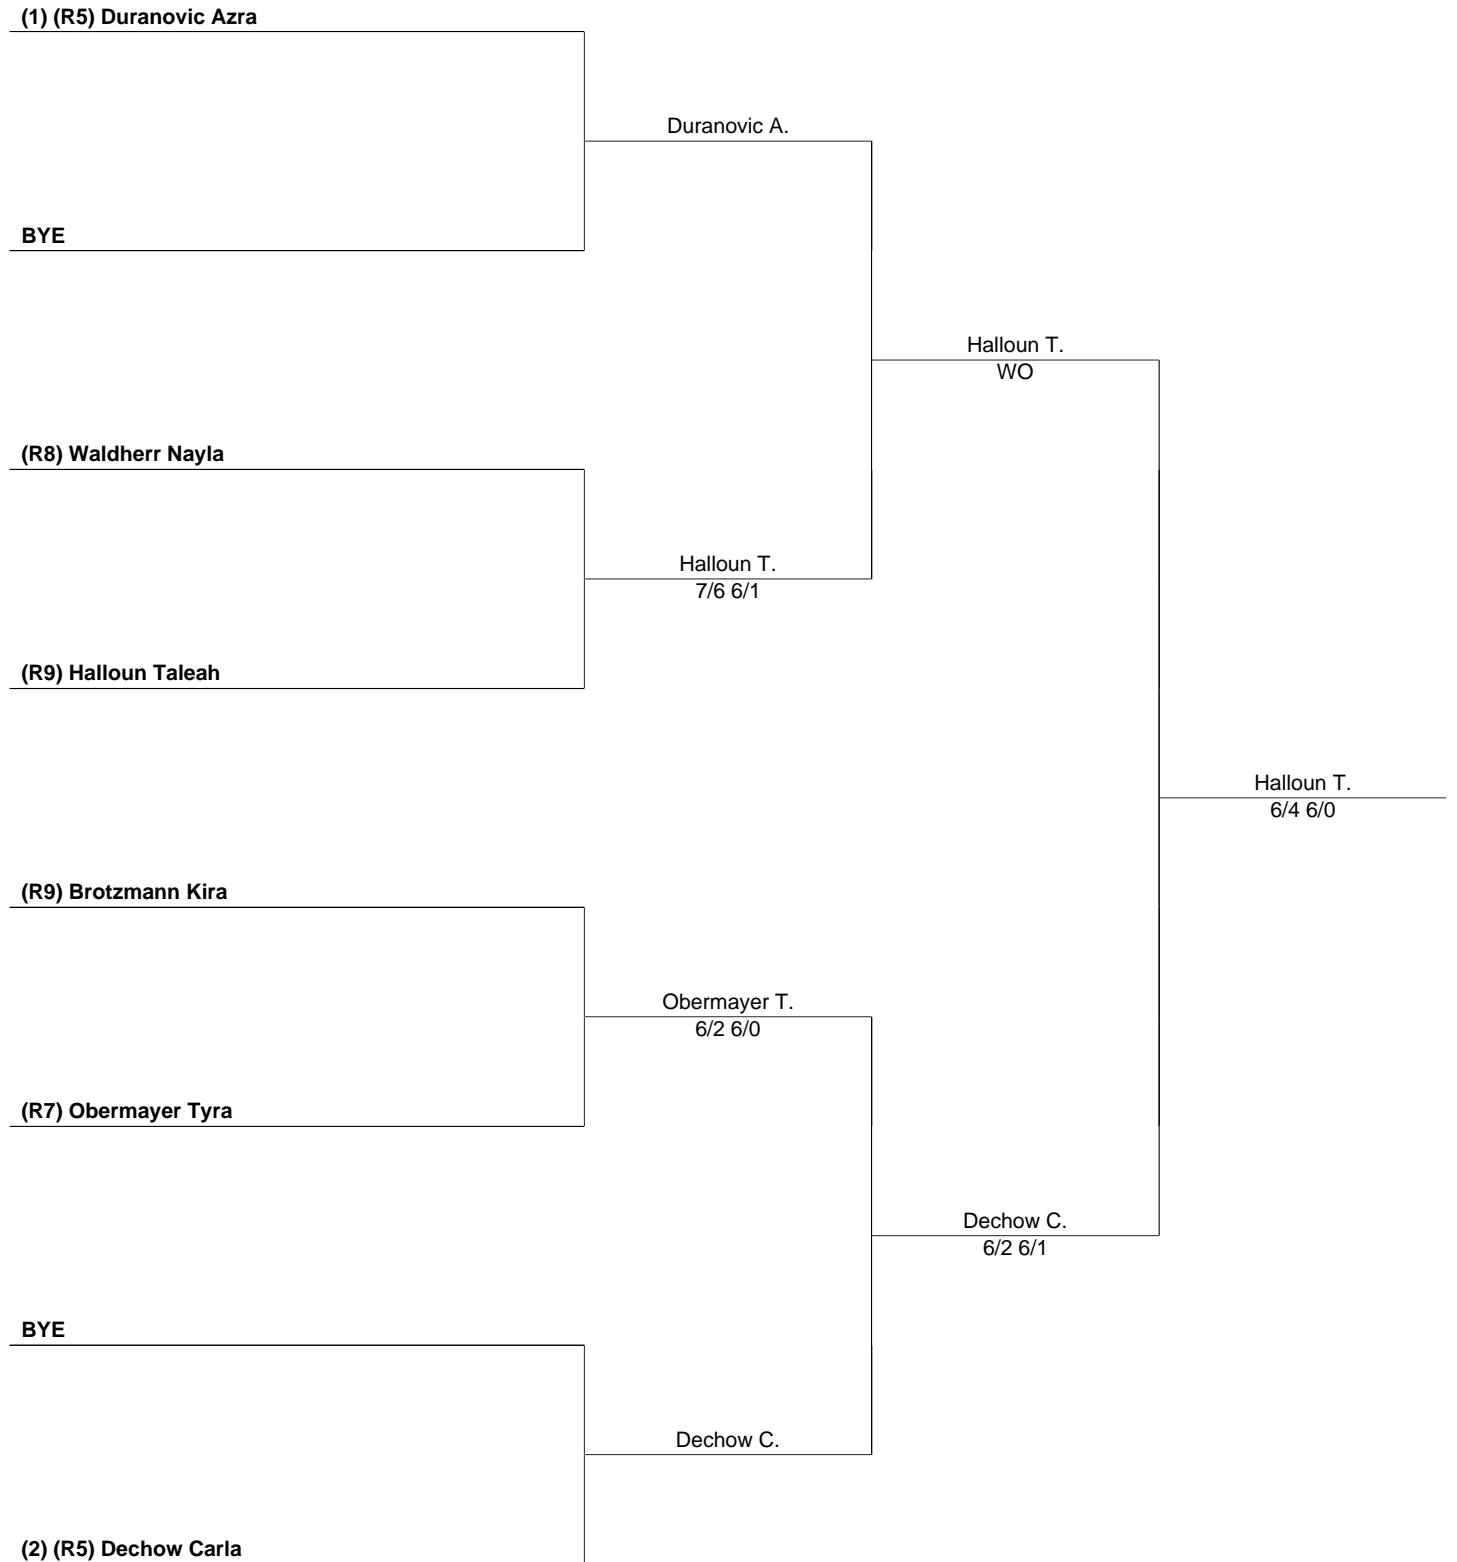 (1) (R5) Duranovic Azra
Duranovic A.
BYE
Halloun T.
WO
(R8) Waldherr Nayla
Halloun T.
7/6 6/1
(R9) Halloun Taleah
Halloun T.
6/4 6/0
(R9) Brotzmann Kira
Obermayer T.
6/2 6/0
(R7) Obermayer Tyra
Dechow C.
6/2 6/1
BYE
Dechow C.
(2) (R5) Dechow Carla